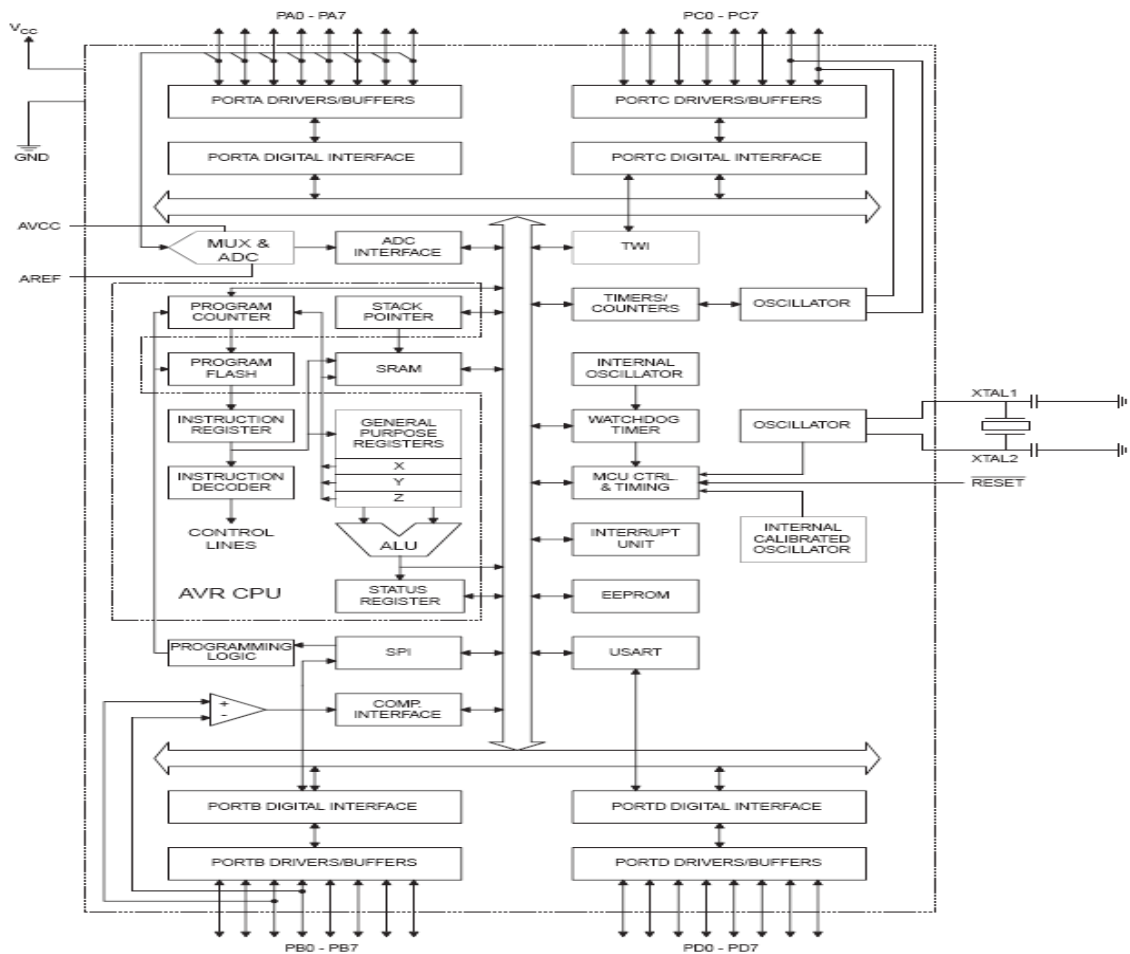 PA0 - PA7
PC0 - PC7
VCC
PORTA DRIVERS/BUFFERS
PORTC DRIVERS/BUFFERS
GND
PORTA DIGITAL INTERFACE
PORTC DIGITAL INTERFACE
AVCC
MUX &
ADC
ADC
INTERFACE
TWI
AREF
PROGRAM
COUNTER
STACK
POINTER
TIMERS/
COUNTERS
OSCILLATOR
PROGRAM
FLASH
SRAM
INTERNAL
OSCILLATOR
XTAL1
INSTRUCTION
REGISTER
GENERAL
PURPOSE
REGISTERS
WATCHDOG
TIMER
OSCILLATOR
XTAL2
X
INSTRUCTION
DECODER
Y
MCU CTRL.
& TIMING
RESET
Z
CONTROL
LINES
ALU
INTERRUPT
UNIT
INTERNAL
CALIBRATED
OSCILLATOR
AVR CPU
STATUS
REGISTER
EEPROM
PROGRAMMING
LOGIC
SPI
USART
+
-
COMP.
INTERFACE
PORTB DIGITAL INTERFACE
PORTD DIGITAL INTERFACE
PORTB DRIVERS/BUFFERS
PORTD DRIVERS/BUFFERS
PB0 - PB7
PD0 - PD7